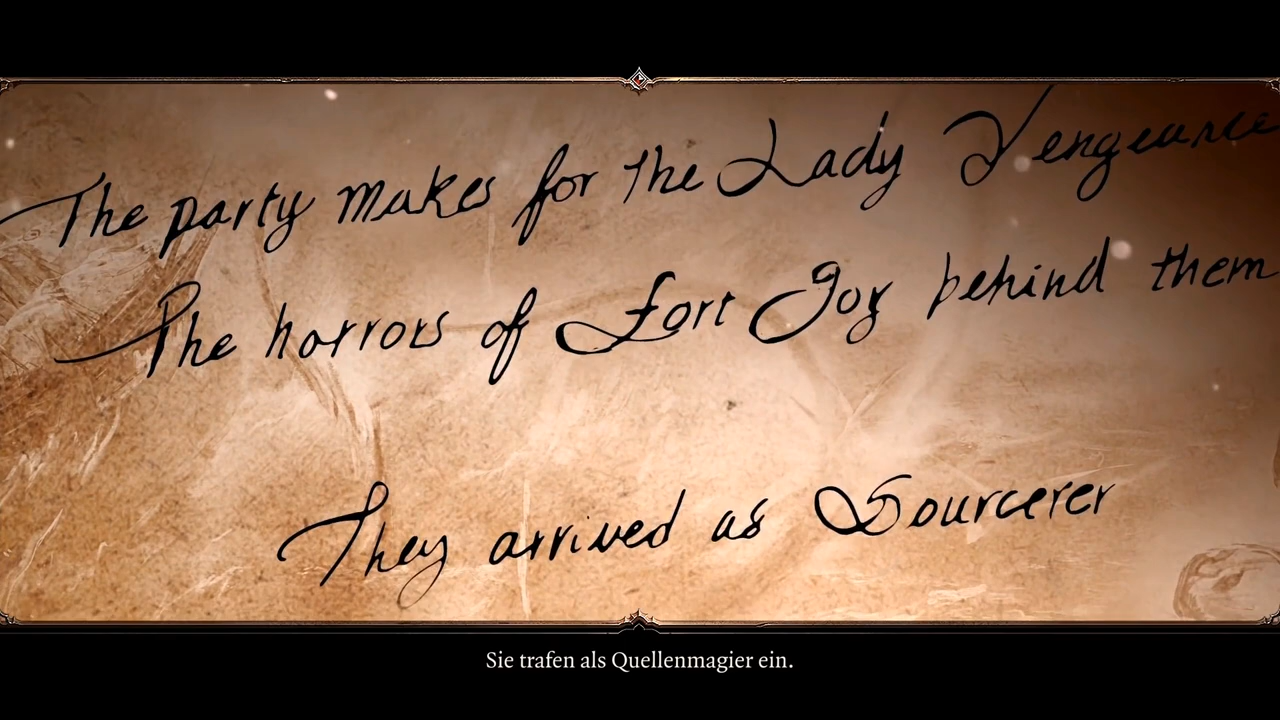 The party makes for the Lady Vengeance
The horrors of Fort Joy behind them
They arrived as Sourcerer
Sie trafen als Quellenmagier ein.